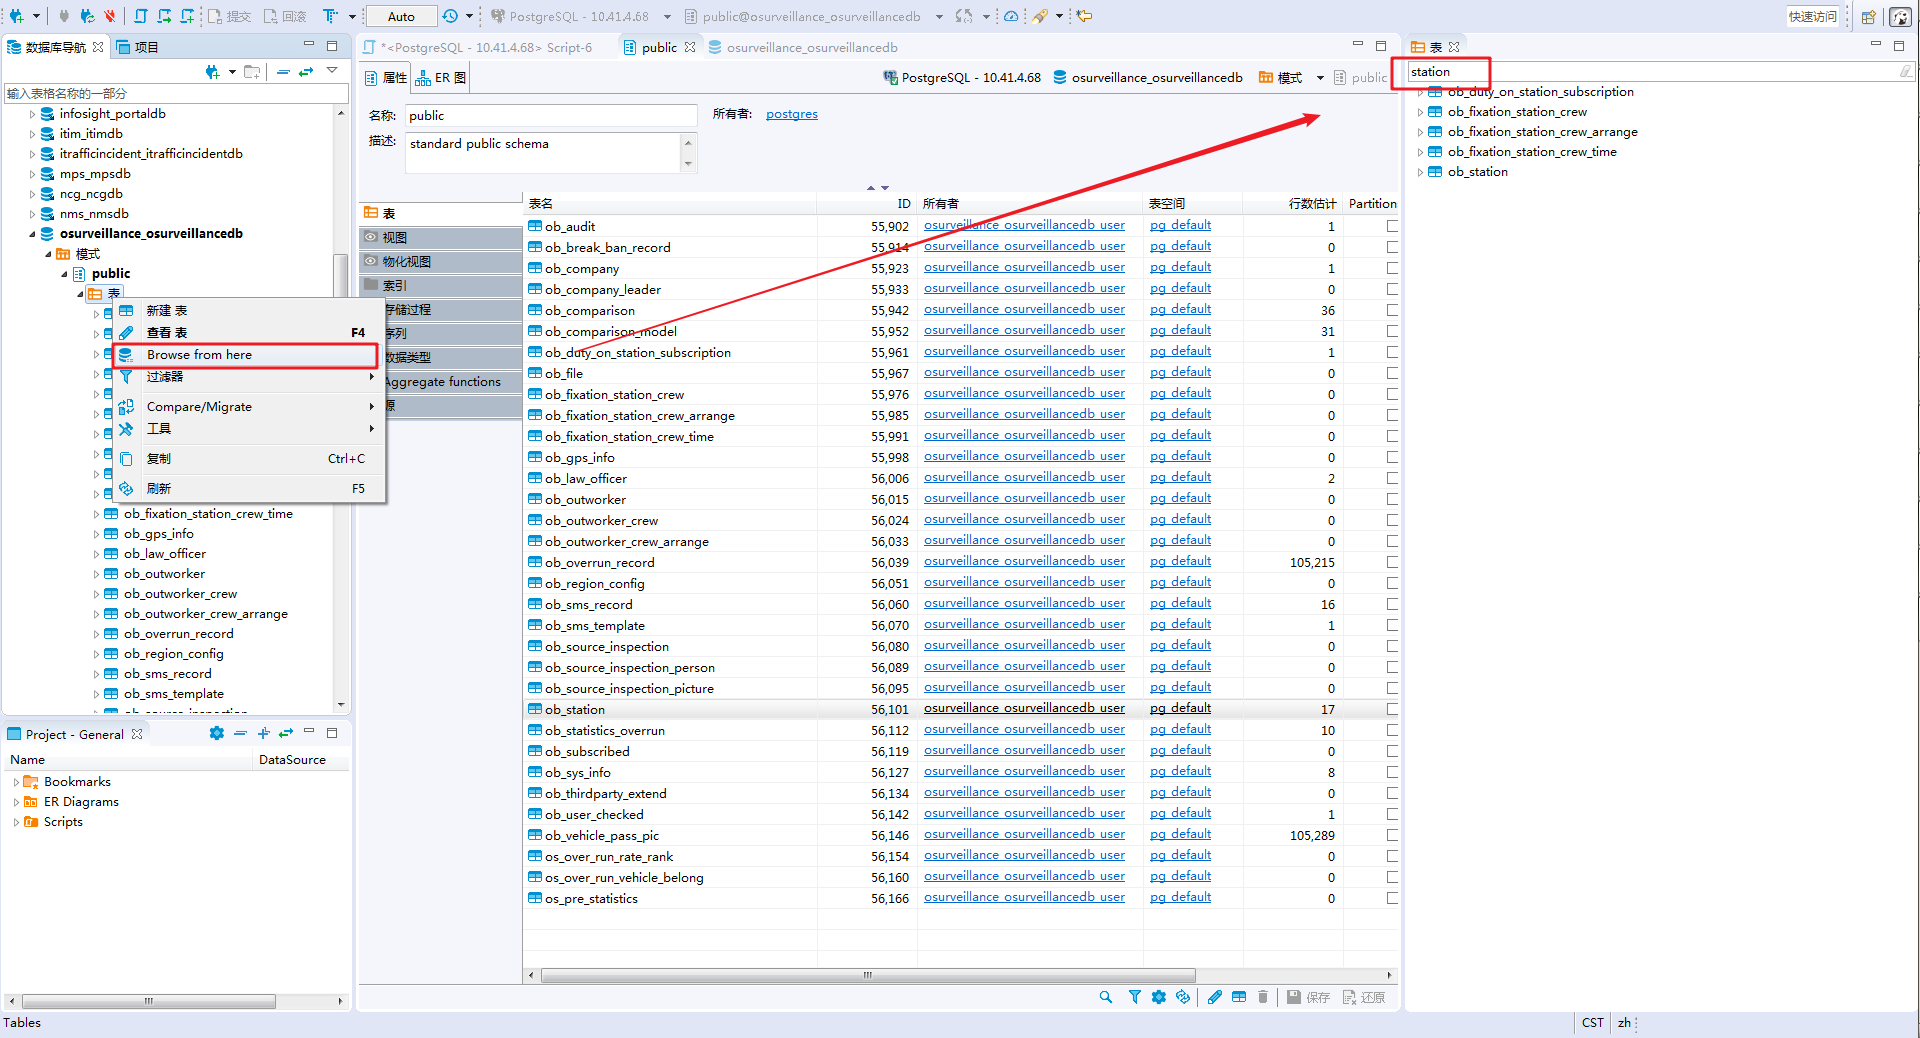 提交
回滚
Auto
PostgreSQL - 10.41.4.68
public@osurveillance_osurveillancedb
快速访问
数据库导航
项目
输入表格名称的一部分
infosight_portaldb
itim_itimdb
itrafficincident_itrafficincidentdb
mps_mpsdb
ncg_ncgdb
nms_nmsdb
osurveillance_osurveillancedb
模式
public
表
新建 表
查看 表 F4
Browse from here
过滤器
Compare/Migrate
工具
复制 Ctrl+C
刷新 F5
ob_fixation_station_crew_time
ob_gps_info
ob_law_officer
ob_outworker
ob_outworker_crew
ob_outworker_crew_arrange
ob_overrun_record
ob_region_config
ob_sms_record
ob_sms_template
ob_source_inspection
Project - General
Name DataSource
Bookmarks
ER Diagrams
Scripts
*<PostgreSQL - 10.41.4.68> Script-6
public
osurveillance_osurveillancedb
属性
ER 图
PostgreSQL - 10.41.4.68
osurveillance_osurveillancedb
模式
public
名称: public
所有者: postgres
描述: standard public schema
表
视图
物化视图
索引
存储过程
序列
数据类型
Aggregate functions
源
表名 ID 所有者 表空间 行数估计 Partition
ob_audit 55,902 osurveillance_osurveillancedb_user pg_default 1
ob_break_ban_record 55,914 osurveillance_osurveillancedb_user pg_default 0
ob_company 55,923 osurveillance_osurveillancedb_user pg_default 1
ob_company_leader 55,933 osurveillance_osurveillancedb_user pg_default 0
ob_comparison 55,942 osurveillance_osurveillancedb_user pg_default 36
ob_comparison_model 55,952 osurveillance_osurveillancedb_user pg_default 31
ob_duty_on_station_subscription 55,961 osurveillance_osurveillancedb_user pg_default 1
ob_file 55,967 osurveillance_osurveillancedb_user pg_default 0
ob_fixation_station_crew 55,976 osurveillance_osurveillancedb_user pg_default 0
ob_fixation_station_crew_arrange 55,985 osurveillance_osurveillancedb_user pg_default 0
ob_fixation_station_crew_time 55,991 osurveillance_osurveillancedb_user pg_default 0
ob_gps_info 55,998 osurveillance_osurveillancedb_user pg_default 0
ob_law_officer 56,006 osurveillance_osurveillancedb_user pg_default 2
ob_outworker 56,015 osurveillance_osurveillancedb_user pg_default 0
ob_outworker_crew 56,024 osurveillance_osurveillancedb_user pg_default 0
ob_outworker_crew_arrange 56,033 osurveillance_osurveillancedb_user pg_default 0
ob_overrun_record 56,039 osurveillance_osurveillancedb_user pg_default 105,215
ob_region_config 56,051 osurveillance_osurveillancedb_user pg_default 0
ob_sms_record 56,060 osurveillance_osurveillancedb_user pg_default 16
ob_sms_template 56,070 osurveillance_osurveillancedb_user pg_default 1
ob_source_inspection 56,080 osurveillance_osurveillancedb_user pg_default 0
ob_source_inspection_person 56,089 osurveillance_osurveillancedb_user pg_default 0
ob_source_inspection_picture 56,095 osurveillance_osurveillancedb_user pg_default 0
ob_station 56,101 osurveillance_osurveillancedb_user pg_default 17
ob_statistics_overrun 56,112 osurveillance_osurveillancedb_user pg_default 10
ob_subscribed 56,119 osurveillance_osurveillancedb_user pg_default 0
ob_sys_info 56,127 osurveillance_osurveillancedb_user pg_default 8
ob_thirdparty_extend 56,134 osurveillance_osurveillancedb_user pg_default 0
ob_user_checked 56,142 osurveillance_osurveillancedb_user pg_default 1
ob_vehicle_pass_pic 56,146 osurveillance_osurveillancedb_user pg_default 105,289
os_over_run_rate_rank 56,154 osurveillance_osurveillancedb_user pg_default 0
os_over_run_vehicle_belong 56,160 osurveillance_osurveillancedb_user pg_default 0
os_pre_statistics 56,166 osurveillance_osurveillancedb_user pg_default 0
保存
还原
表
station
ob_duty_on_station_subscription
ob_fixation_station_crew
ob_fixation_station_crew_arrange
ob_fixation_station_crew_time
ob_station
Tables
CST
zh